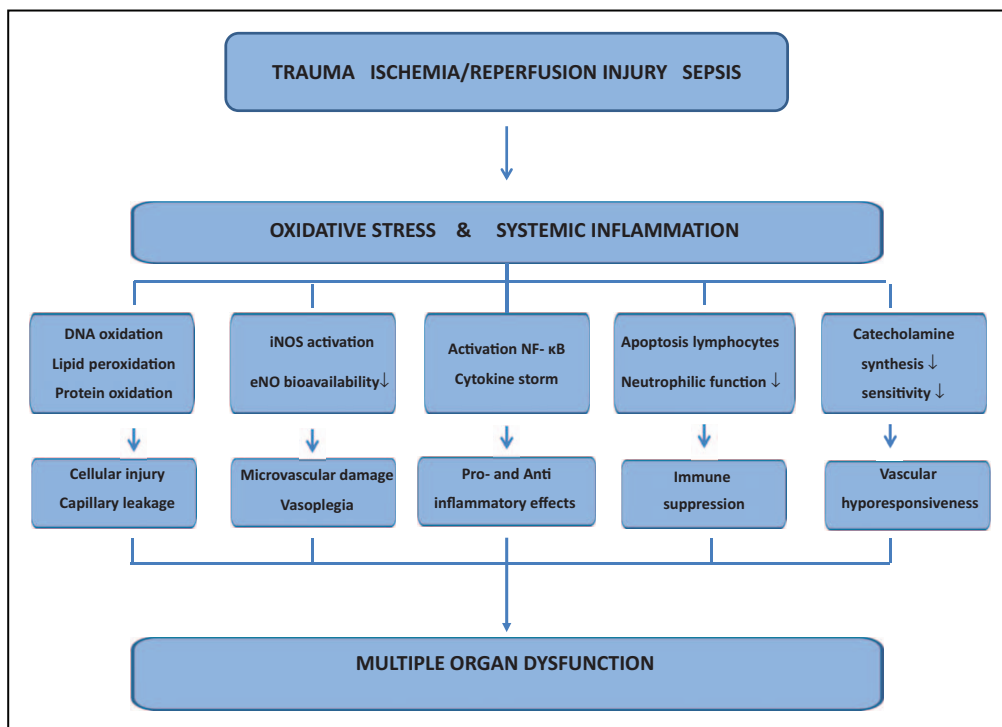 TRAUMA ISCHEMIA/REPERFUSION INJURY SEPSIS
OXIDATIVE STRESS & SYSTEMIC INFLAMMATION
DNA oxidation
Lipid peroxidation
Protein oxidation
iNOS activation
eNO bioavailability↓
Activation NF- κB
Cytokine storm
Apoptosis lymphocytes
Neutrophilic function ↓
Catecholamine
synthesis ↓
sensitivity ↓
Cellular injury
Capillary leakage
Microvascular damage
Vasoplegia
Pro- and Anti
inflammatory effects
Immune
suppression
Vascular
hyporesponsiveness
MULTIPLE ORGAN DYSFUNCTION